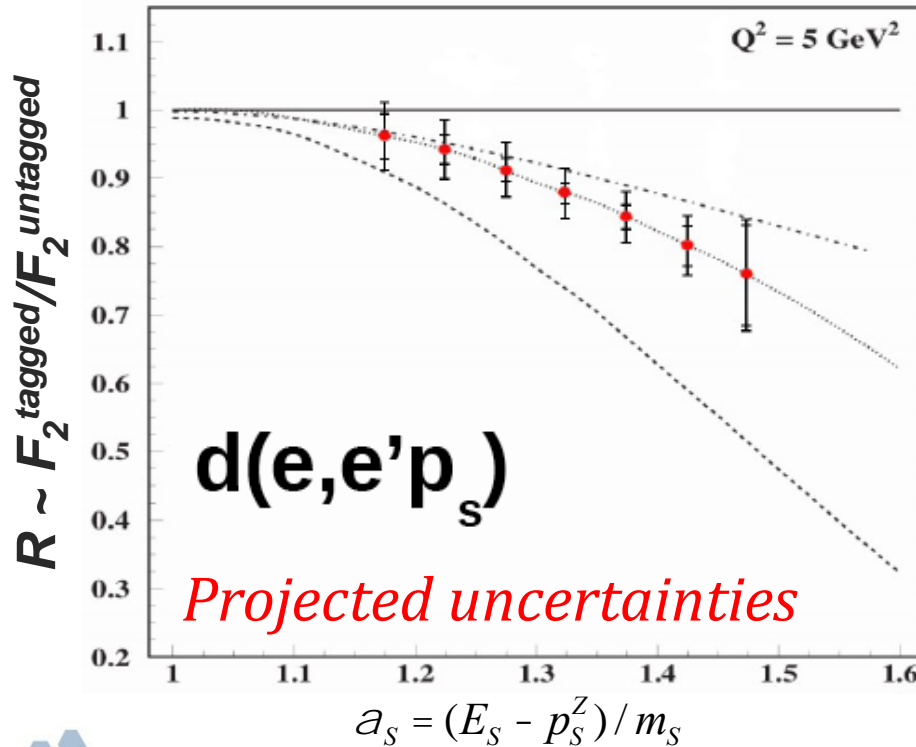 R ~ F₂ tagged/F₂ untagged
1.1
1
0.9
0.8
0.7
0.6
0.5
0.4
0.3
0.2
Q² = 5 GeV²
d(e,e’pₛ)
Projected uncertainties
1 1.1 1.2 1.3 1.4 1.5 1.6
aₛ = (Eₛ - pₛᶻ) / mₛ